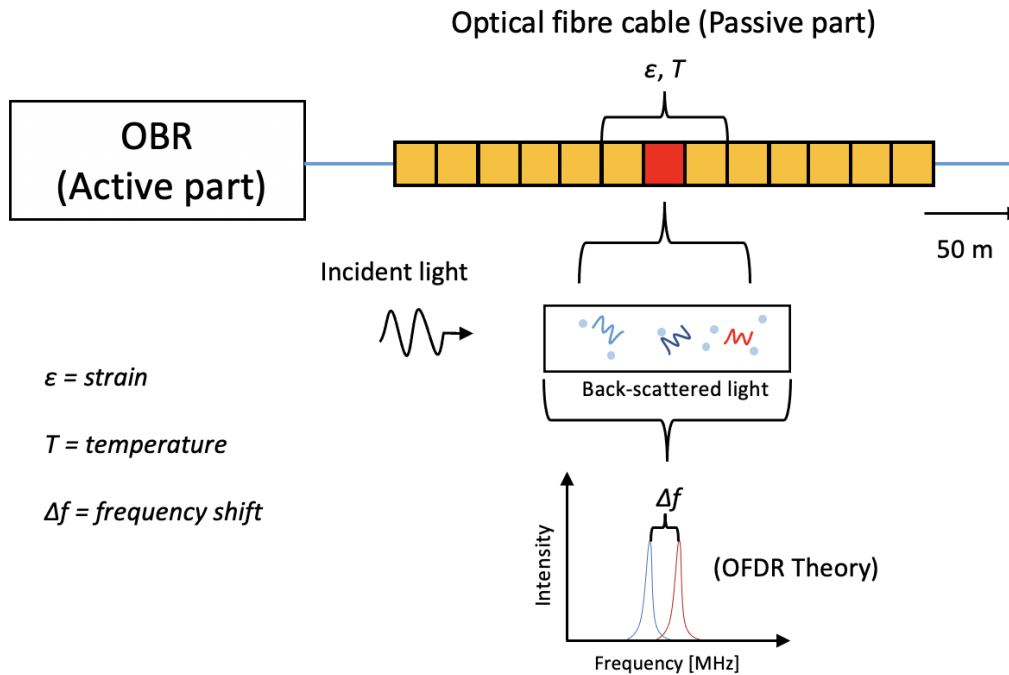 Optical fibre cable (Passive part)
ε, T
OBR
(Active part)
50 m
Incident light
Back-scattered light
ε = strain
T = temperature
Δf = frequency shift
Δf
(OFDR Theory)
Intensity
Frequency [MHz]